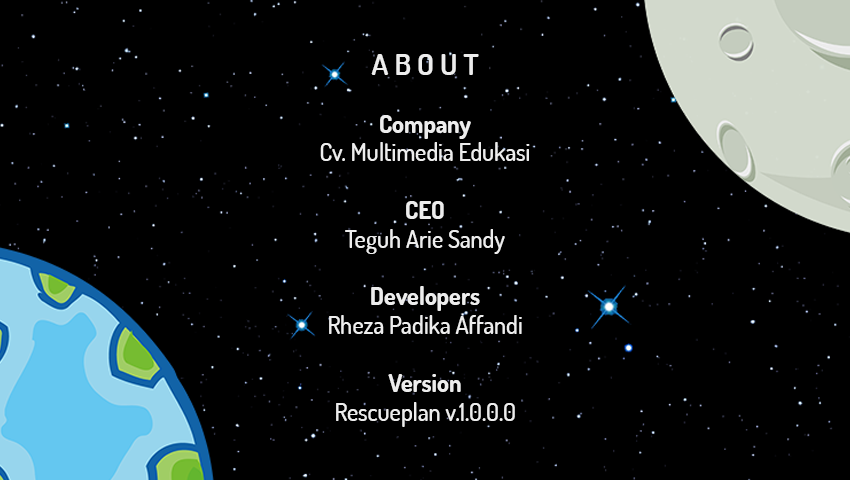 ABOUT
Company
Cv. Multimedia Edukasi
CEO
Teguh Arie Sandy
Developers
Rheza Padika Affandi
Version
Rescueplan v.1.0.0.0